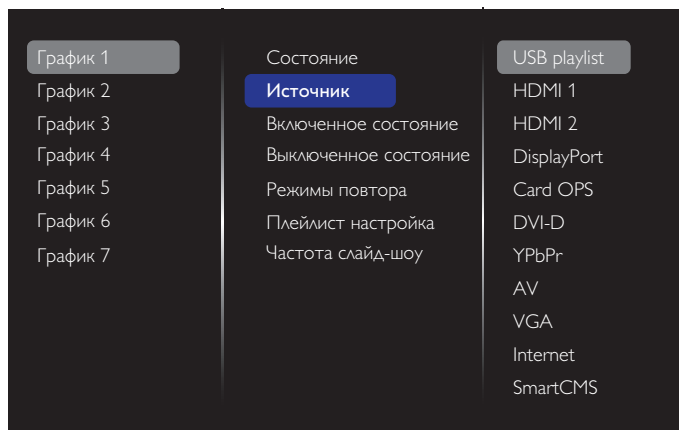 График 1
График 2
График 3
График 4
График 5
График 6
График 7
Состояние
Источник
Включенное состояние
Выключенное состояние
Режимы повтора
Плейлист настройка
Частота слайд-шоу
USB playlist
HDMI 1
HDMI 2
DisplayPort
Card OPS
DVI-D
YPbPr
AV
VGA
Internet
SmartCMS